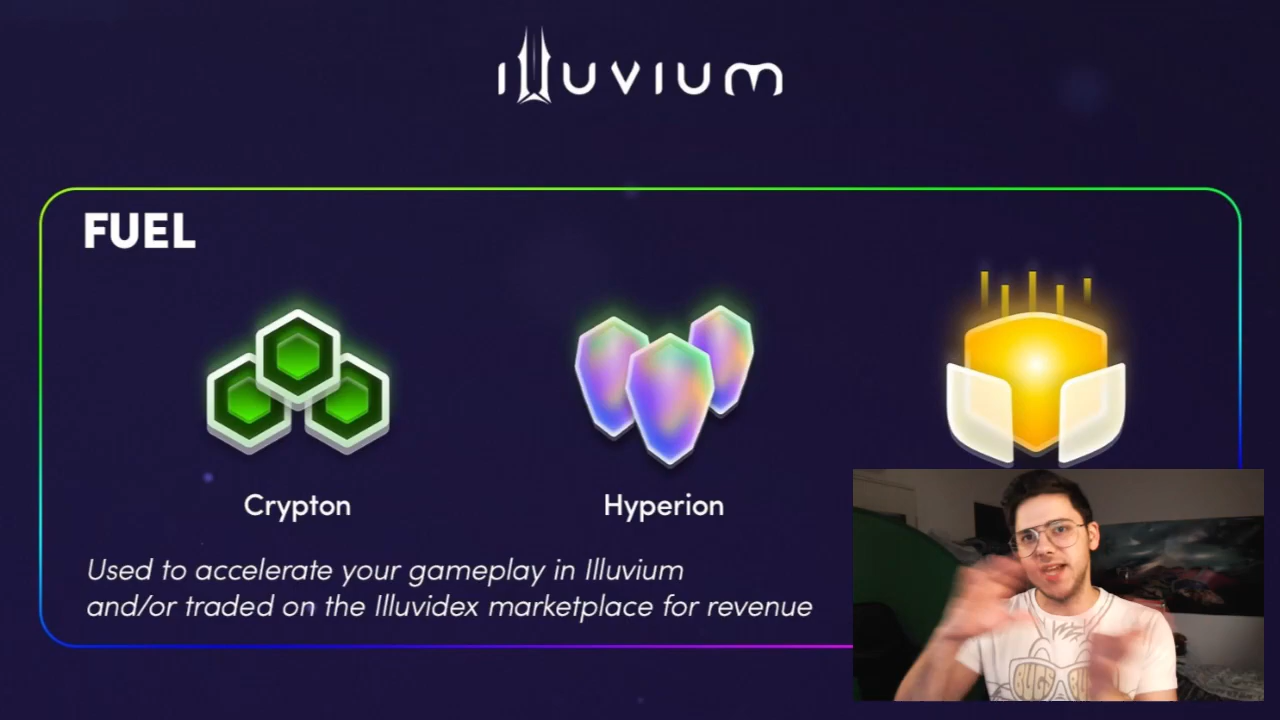 ILLUVIUM
FUEL
Crypton
Hyperion
Used to accelerate your gameplay in Illuvium
and/or traded on the Illuvidex marketplace for revenue
BUGS